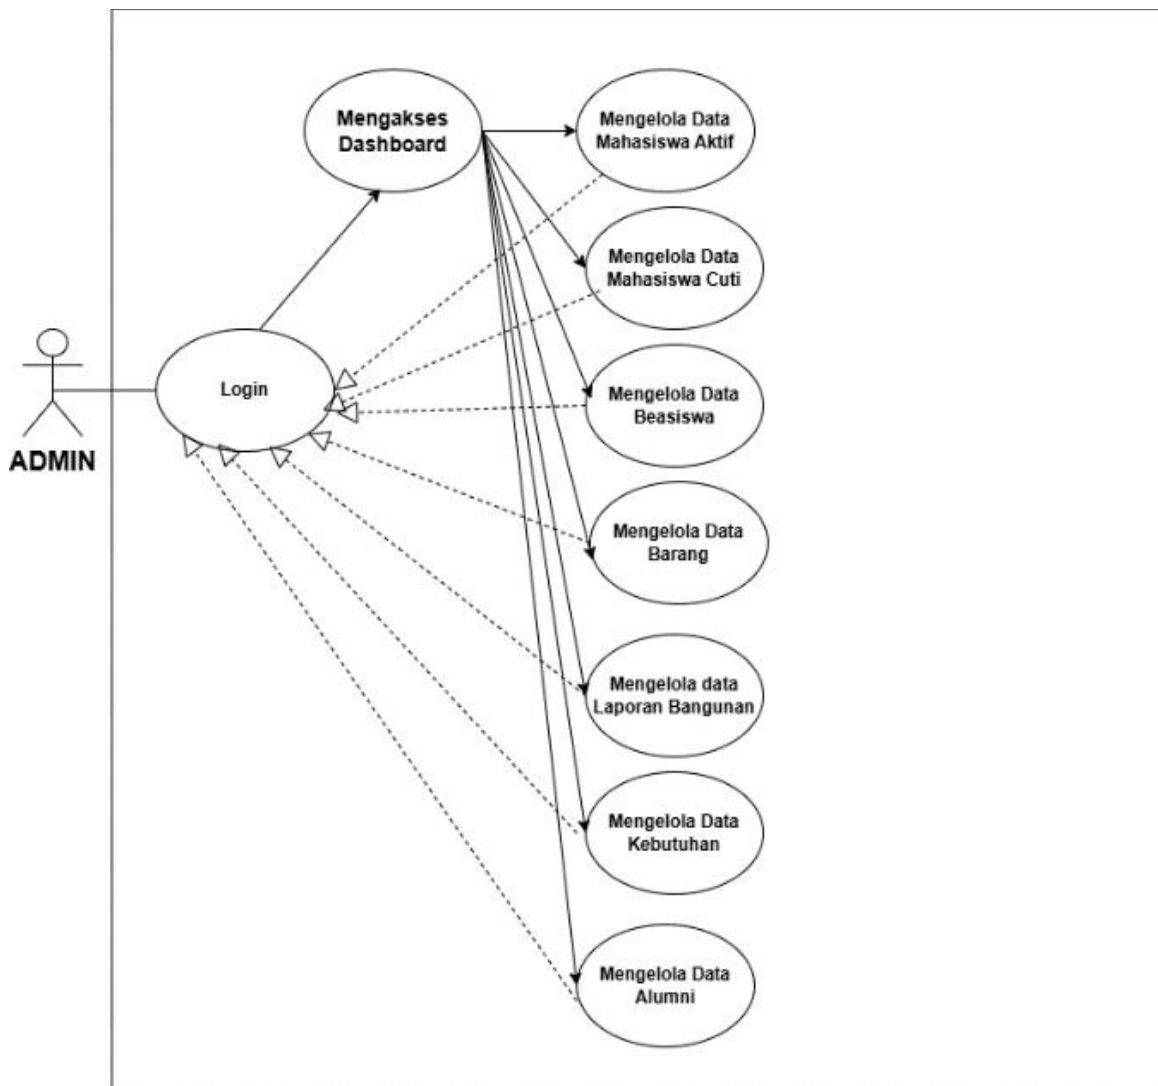 Mengakses
Dashboard
Mengelola Data
Mahasiswa Aktif
Mengelola Data
Mahasiswa Cuti
Login
ADMIN
Mengelola Data
Beasiswa
Mengelola Data
Barang
Mengelola data
Laporan Bangunan
Mengelola Data
Kebutuhan
Mengelola Data
Alumni